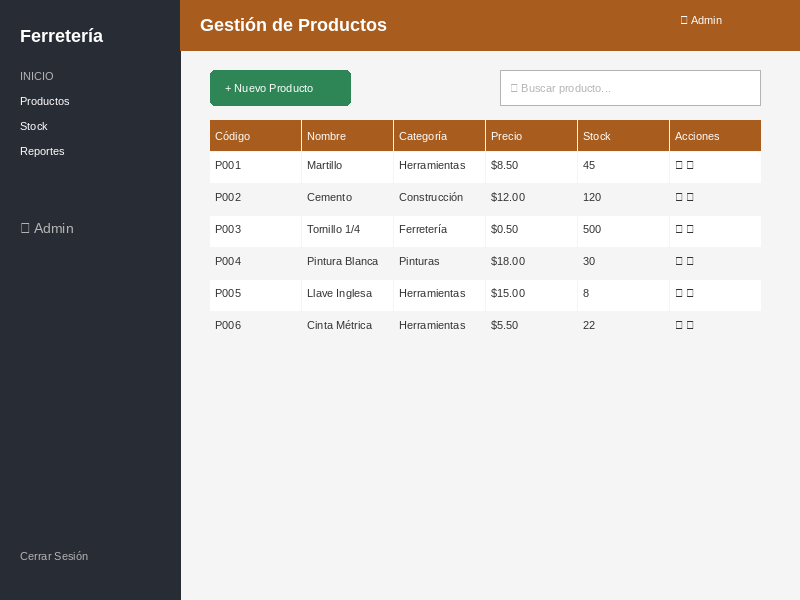 Ferretería
INICIO
Productos
Stock
Reportes
Admin
Cerrar Sesión
Gestión de Productos
Admin
+ Nuevo Producto
Buscar producto...
Código Nombre Categoría Precio Stock Acciones
P001 Martillo Herramientas $8.50 45
P002 Cemento Construcción $12.00 120
P003 Tornillo 1/4 Ferretería $0.50 500
P004 Pintura Blanca Pinturas $18.00 30
P005 Llave Inglesa Herramientas $15.00 8
P006 Cinta Métrica Herramientas $5.50 22